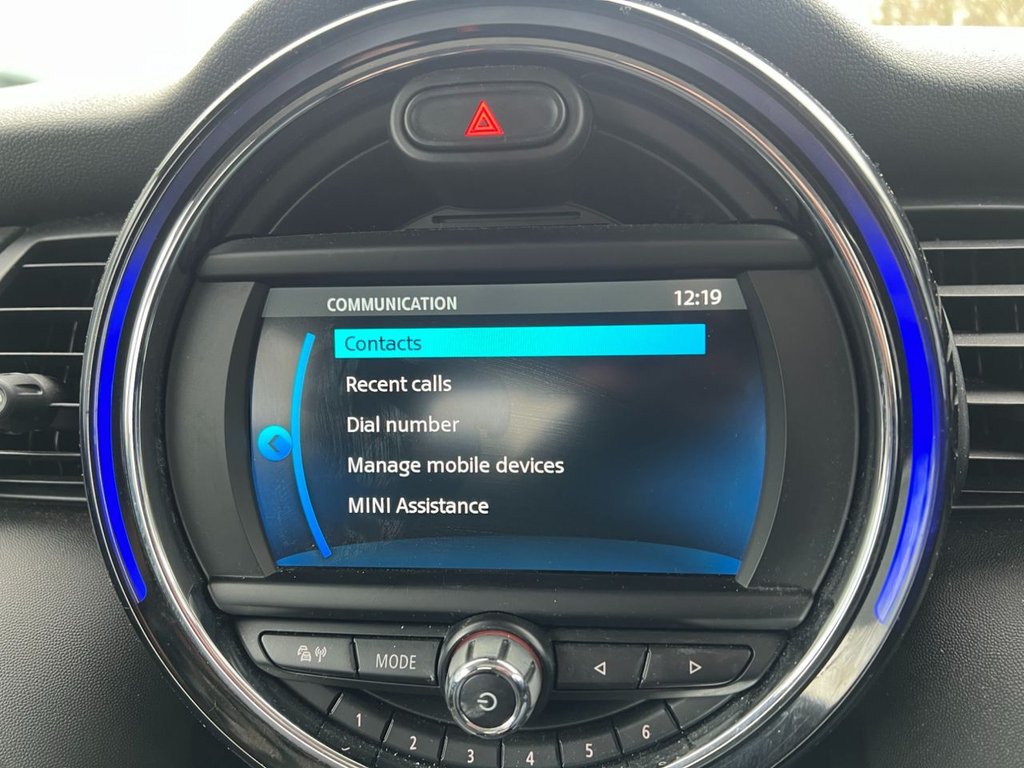 COMMUNICATION 12:19
Contacts
Recent calls
Dial number
Manage mobile devices
MINI Assistance
MODE
1 2 3 4 5 6